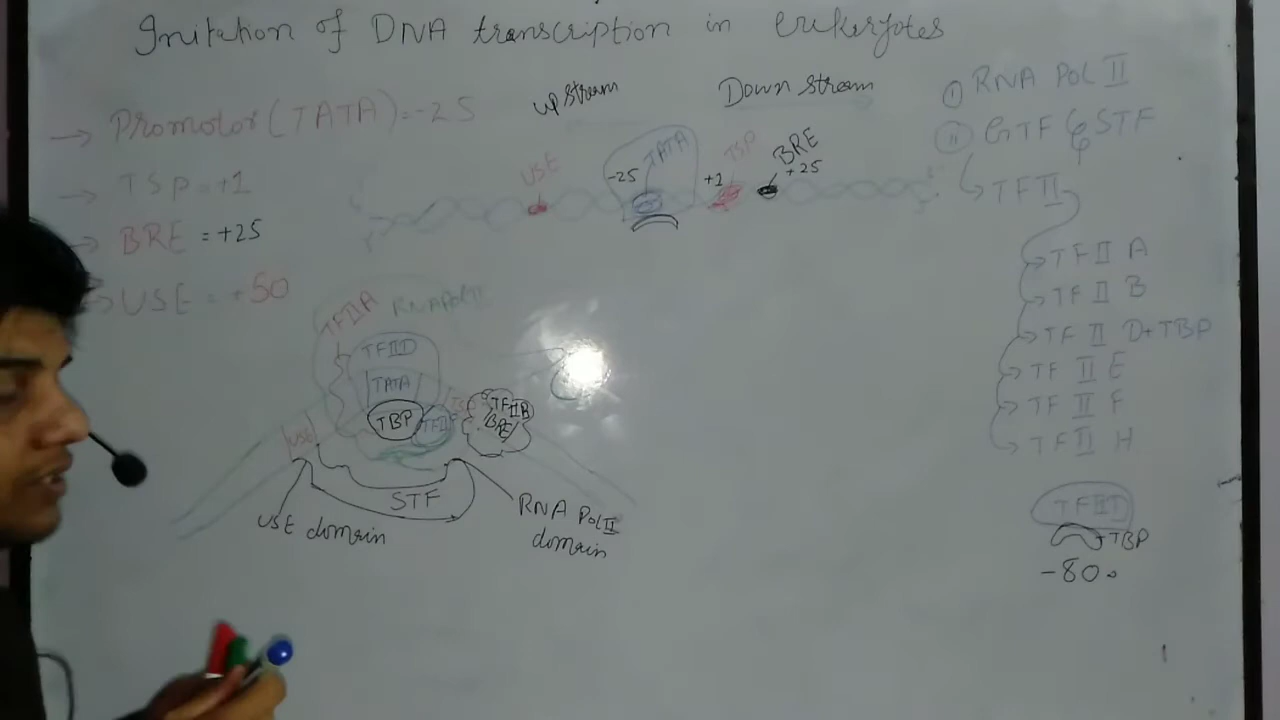 Initation of DNA transcription in eukeryotes
→ Promotor (TATA) = -25
→ TSP = +1
→ BRE = +25
→ USE = +50
up stream
Down stream
USE
-25
TATA
+1
TSP
BRE
+25
① RNA Pol II
② GTF & STF
TF II
TF II A
TF II B
TF II D+TBP
TF II E
TF II F
TF II H
TFIID
+TBP
-80°
TFIIA
RNA Pol II
TFIID
TATA
TBP
TFIIF
TFIIB
BRE
USE
STF
USE domain
RNA Pol II
domain